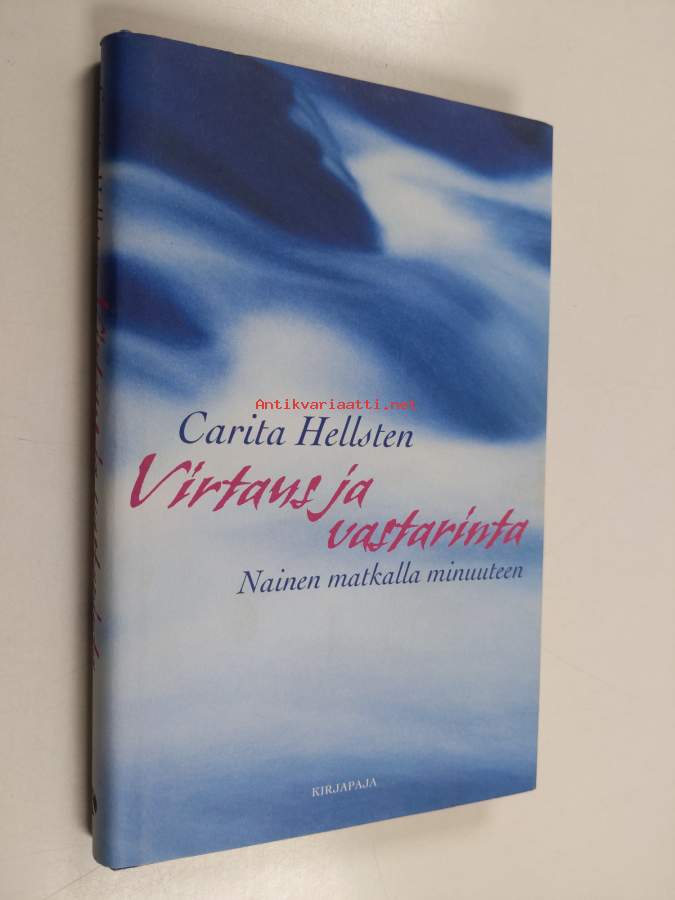 Antikvariaatti.net
Carita Hellsten
Virtaus ja
vastarinta
Nainen matkalla minuuteen
KIRJAPAJA